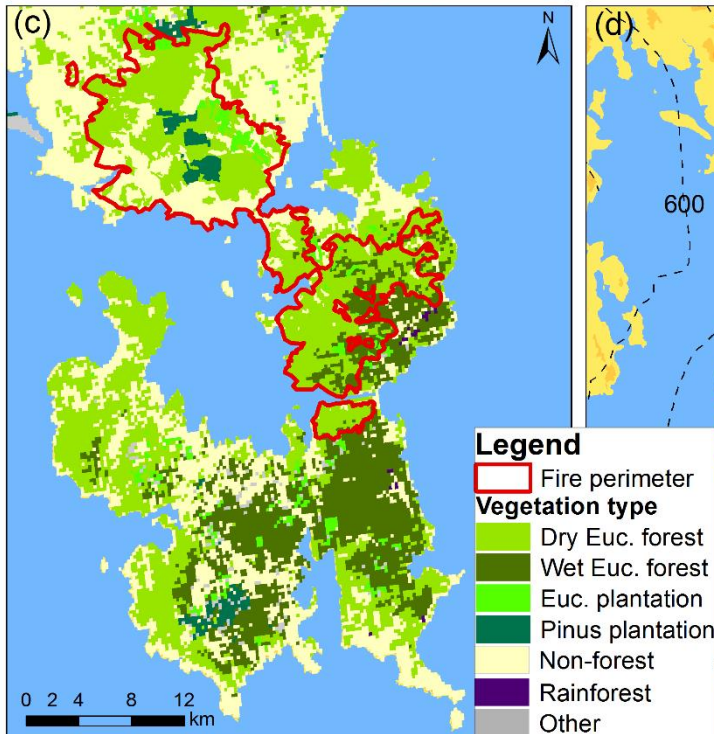 (c)
N
(d)
600
Legend
Fire perimeter
Vegetation type
Dry Euc. forest
Wet Euc. forest
Euc. plantation
Pinus plantation
Non-forest
Rainforest
Other
0 2 4 8 12
km